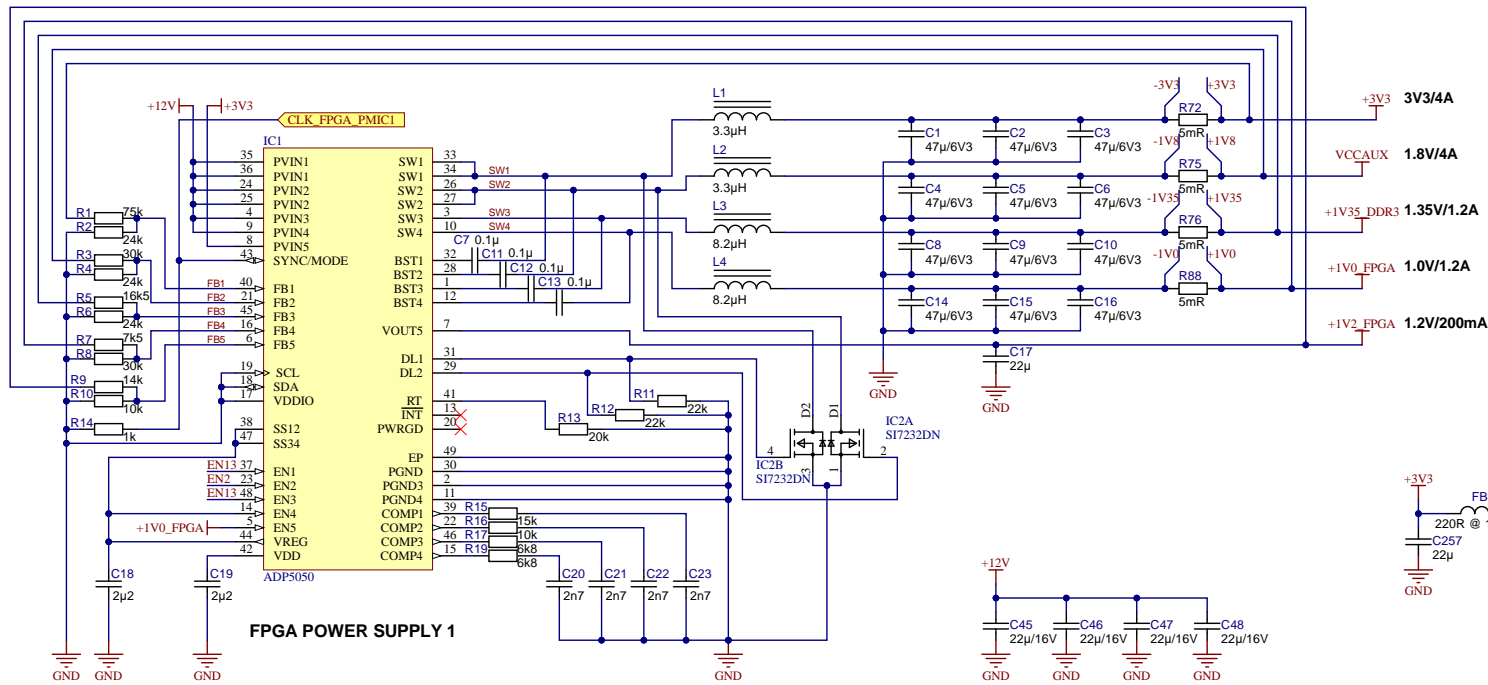 -3V3
+3V3
L1
R72
+3V3
3V3/4A
+12V
+3V3
CLK_FPGA_PMIC1
3.3µH
C1
47µ/6V3
C2
47µ/6V3
C3
47µ/6V3
5mR
-1V8
+1V8
IC1
L2
R75
VCCAUX
1.8V/4A
35
PVIN1
SW1
33
36
PVIN1
SW1
34
SW1
24
PVIN2
SW2
26
SW2
25
PVIN2
SW2
27
4
PVIN3
SW3
3
SW3
9
PVIN4
SW4
10
SW4
8
PVIN5
43
SYNC/MODE
BST1
32
BST2
28
BST3
1
BST4
12
3.3µH
C4
47µ/6V3
C5
47µ/6V3
C6
47µ/6V3
5mR
-1V35
+1V35
L3
R76
+1V35_DDR3
1.35V/1.2A
8.2µH
C8
47µ/6V3
C9
47µ/6V3
C10
47µ/6V3
5mR
-1V0
+1V0
L4
R88
+1V0_FPGA
1.0V/1.2A
8.2µH
C14
47µ/6V3
C15
47µ/6V3
C16
47µ/6V3
5mR
C7 0.1µ
C11 0.1µ
C12 0.1µ
C13 0.1µ
R1
75k
R2
24k
R3
30k
R4
24k
R5
16k5
R6
24k
R7
7k5
R8
30k
R9
14k
R10
10k
R14
1k
FB1
40
FB1
FB2
21
FB2
FB3
45
FB3
FB4
16
FB4
FB5
6
FB5
VOUT5
7
+1V2_FPGA
1.2V/200mA
C17
22µ
GND
GND
19
SCL
18
SDA
17
VDDIO
38
SS12
47
SS34
EN13
37
EN1
EN2
23
EN2
EN13
48
EN3
14
EN4
+1V0_FPGA
5
EN5
44
VREG
42
VDD
DL1
31
DL2
29
RT
41
INT
13
PWRGD
20
EP
49
PGND
30
PGND3
2
PGND4
11
COMP1
39
COMP2
22
COMP3
46
COMP4
15
R11
22k
R12
22k
R13
20k
D2
D1
IC2A
SI7232DN
4
3
1
2
IC2B
SI7232DN
R15
15k
R16
10k
R17
6k8
R19
6k8
ADP5050
C18
2µ2
C19
2µ2
C20
2n7
C21
2n7
C22
2n7
C23
2n7
FPGA POWER SUPPLY 1
GND
GND
GND
GND
+12V
C45
22µ/16V
C46
22µ/16V
C47
22µ/16V
C48
22µ/16V
GND
GND
GND
GND
+3V3
FB
220R @ 1
C257
22µ
GND